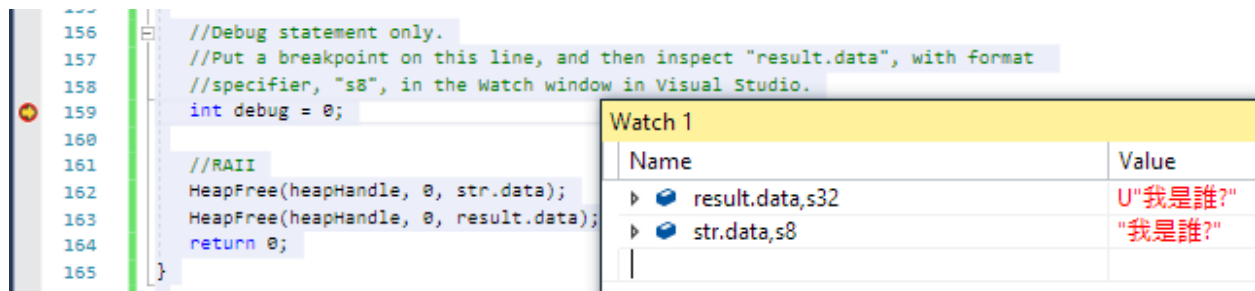 156 //Debug statement only.
157 //Put a breakpoint on this line, and then inspect "result.data", with format
158 //specifier, "s8", in the Watch window in Visual Studio.
159 int debug = 0;
160
161 //RAII
162 HeapFree(heapHandle, 0, str.data);
163 HeapFree(heapHandle, 0, result.data);
164 return 0;
165 }
Watch 1
Name Value
result.data,s32 U"我是誰?"
str.data,s8 "我是誰?"